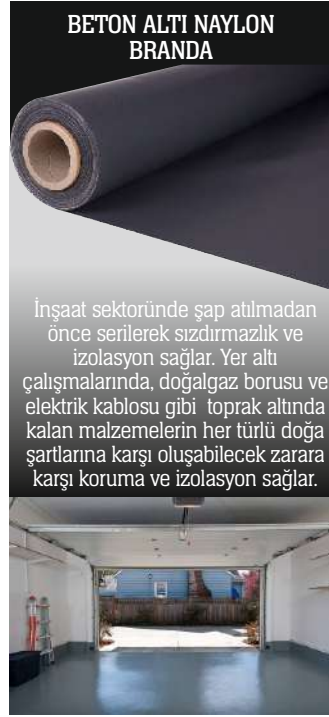 BETON ALTI NAYLON
BRANDA
İnşaat sektoründe şap atılmadan
önce serilerek sızdırmazlık ve
izolasyon sağlar. Yer altı
çalışmalarında, doğalgaz borusu ve
elektrik kablosu gibi toprak altında
kalan malzemelerin her türlü doğa
şartlarına karşı oluşabilecek zarara
karşı koruma ve izolasyon sağlar.